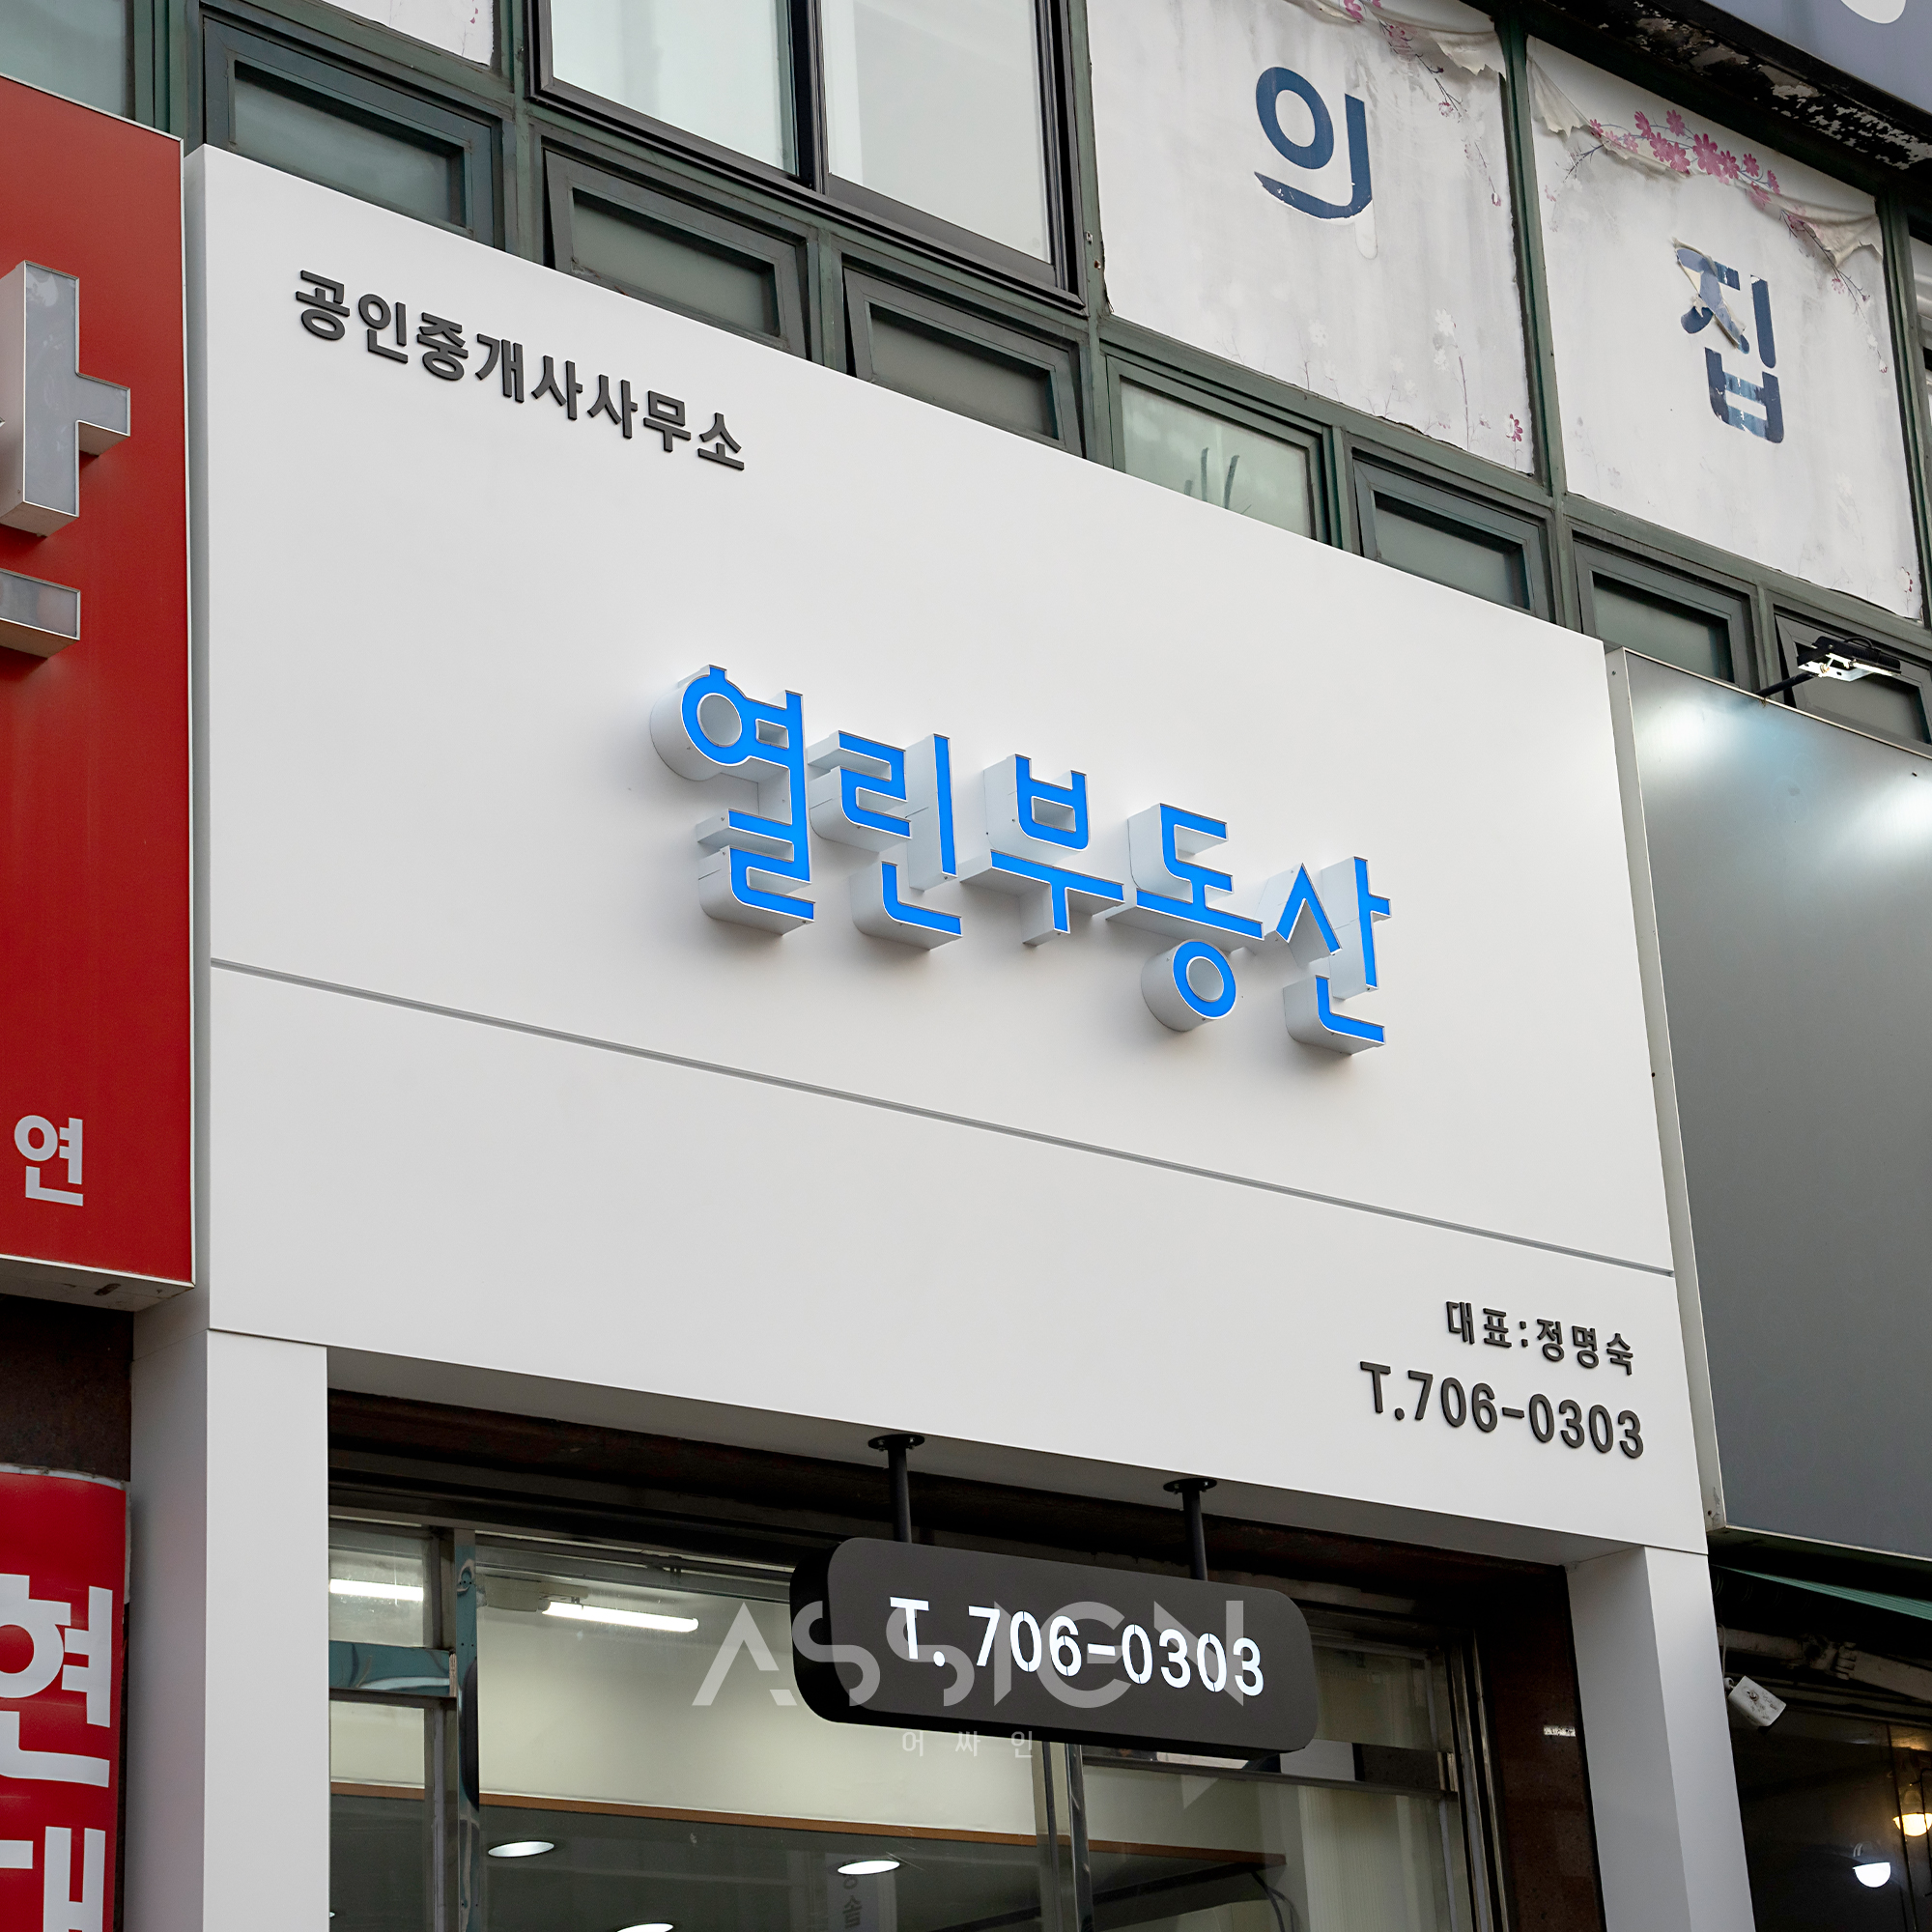 의
집
공인중개사사무소
열린부동산
연
대표:정명숙
T.706-0303
T. 706-0303
ASSIGN
어싸인
현
대